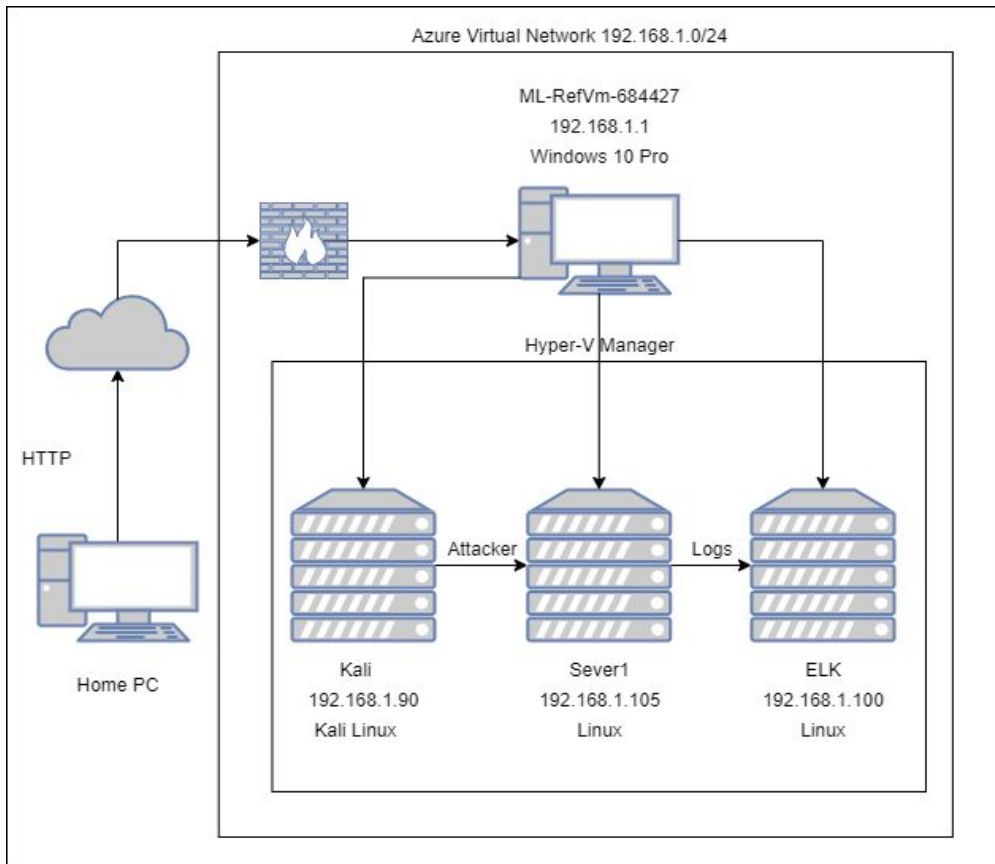 Azure Virtual Network 192.168.1.0/24
ML-RefVm-684427
192.168.1.1
Windows 10 Pro
Hyper-V Manager
HTTP
Attacker
Logs
Home PC
Kali
192.168.1.90
Kali Linux
Sever1
192.168.1.105
Linux
ELK
192.168.1.100
Linux